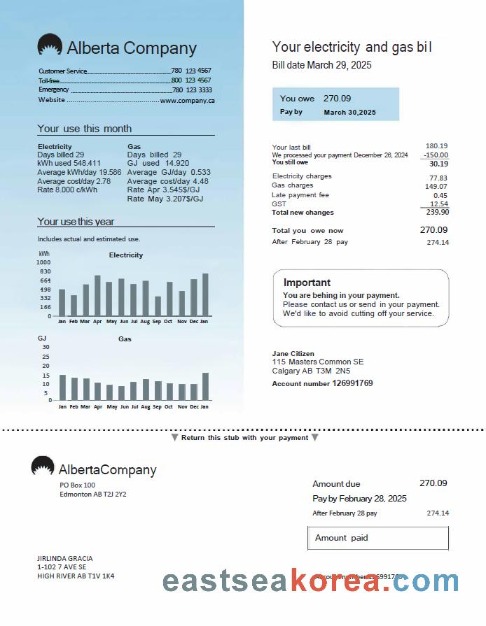 Alberta Company
Customer Service 780 123 4567
Toll-free 800 123 4567
Emergency 780 123 3333
Website www.company.ca
Your use this month
Electricity
Days billed 29
kWh used 548.411
Average kWh/day 19.586
Average cost/day 2.78
Rate 8.000 c/kWh
Gas
Days billed 29
GJ used 14.920
Average GJ/day 0.533
Average cost/day 4.48
Rate Apr 3.545$/GJ
Rate May 3.207$/GJ
Your use this year
Includes actual and estimated use.
kWh
Electricity
1000
830
664
498
332
166
0
Jan Feb Mar Apr May Jun Jul Aug Sep Oct Nov Dec Jan
GJ
Gas
30
25
20
15
10
5
0
Jan Feb Mar Apr May Jun Jul Aug Sep Oct Nov Dec Jan
Your electricity and gas bil
Bill date March 29, 2025
You owe 270.09
Pay by March 30,2025
Your last bill 180.19
We processed your payment December 28, 2024 -150.00
You still owe 30.19
Electricity charges 77.83
Gas charges 149.07
Late payment fee 0.45
GST 12.54
Total new changes 239.90
Total you owe now 270.09
After February 28 pay 274.14
Important
You are behing in your payment.
Please contact us or send in your payment.
We'd like to avoid cutting off your service.
Jane Citizen
115 Masters Common SE
Calgary AB T3M 2N5
Account number 126991769
Return this stub with your payment
AlbertaCompany
PO Box 100
Edmonton AB T2J 2Y2
Amount due 270.09
Pay by February 28. 2025
After February 28 pay 274.14
Amount paid
JIRLINDA GRACIA
1-102 7 AVE SE
HIGH RIVER AB T1V 1K4
eastseakorea.com